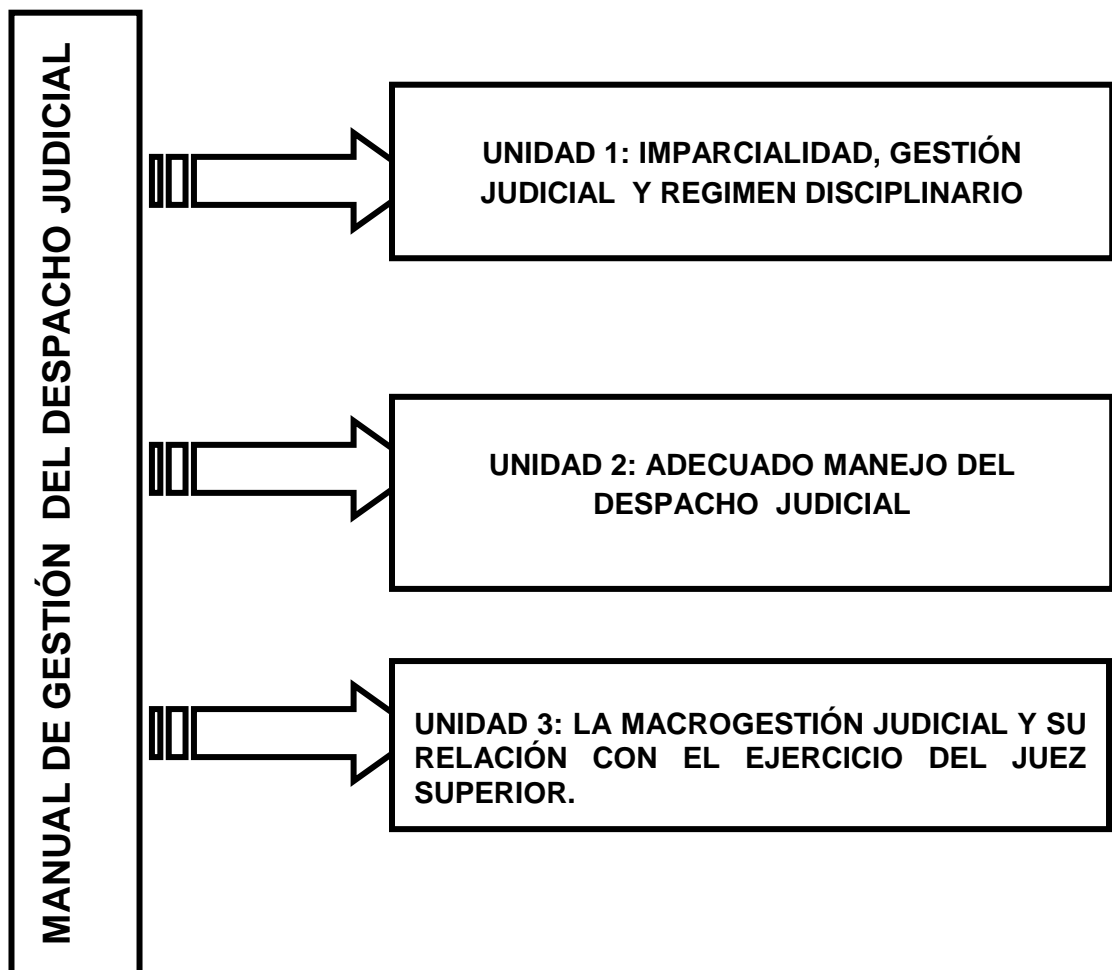 MANUAL DE GESTIÓN DEL DESPACHO JUDICIAL
UNIDAD 1: IMPARCIALIDAD, GESTIÓN
JUDICIAL Y REGIMEN DISCIPLINARIO
UNIDAD 2: ADECUADO MANEJO DEL
DESPACHO JUDICIAL
UNIDAD 3: LA MACROGESTIÓN JUDICIAL Y SU
RELACIÓN CON EL EJERCICIO DEL JUEZ
SUPERIOR.